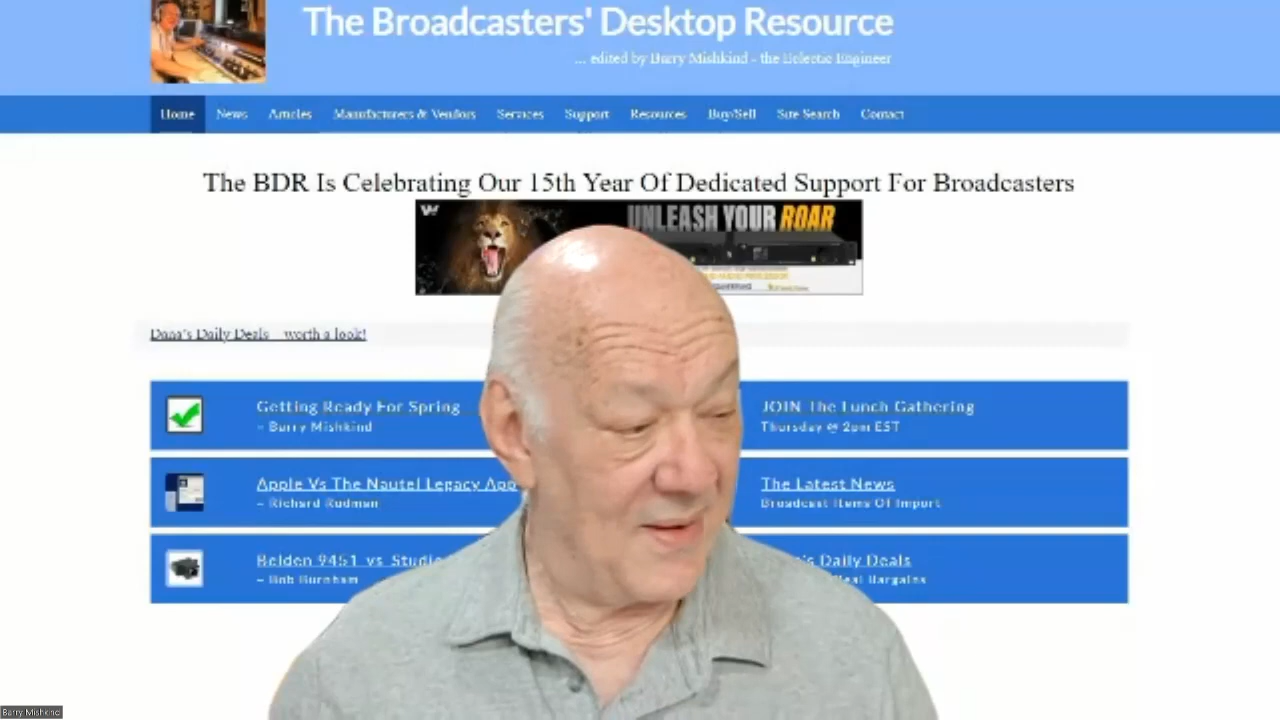 The Broadcasters' Desktop Resource
... edited by Barry Mishkind - the Eclectic Engineer
Home News Articles Manufacturers & Vendors Services Support Resources Buy/Sell Site Search Contact
The BDR Is Celebrating Our 15th Year Of Dedicated Support For Broadcasters
UNLEASH YOUR ROAR
Dana's Daily Deals worth a look!
Getting Ready For Spring
~ Barry Mishkind
JOIN The Lunch Gathering
Thursday @ 2pm EST
Apple Vs The Nautel Legacy App
~ Richard Rudman
The Latest News
Broadcast Items Of Import
Belden 9451 vs Studio
~ Bob Burnham
Daily Deals
Bargains
Barry Mishkind